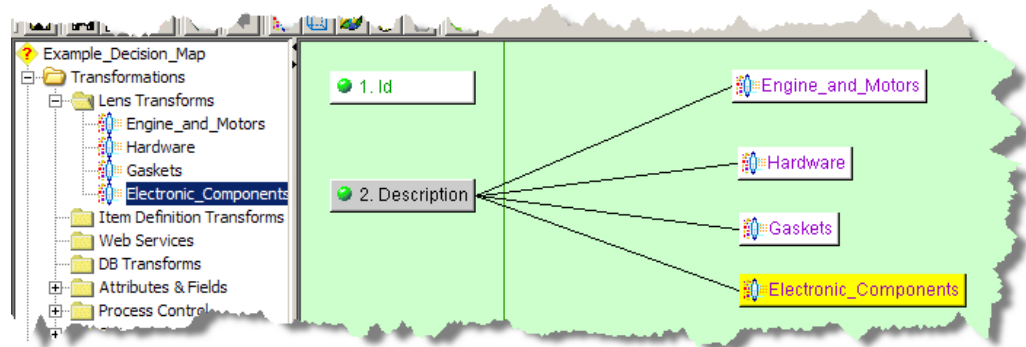 Example_Decision_Map
Transformations
Lens Transforms
Engine_and_Motors
Hardware
Gaskets
Electronic_Components
Item Definition Transforms
Web Services
DB Transforms
Attributes & Fields
Process Control
1. Id
2. Description
Engine_and_Motors
Hardware
Gaskets
Electronic_Components